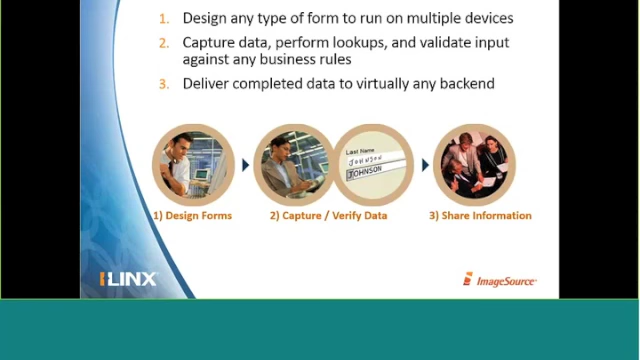 1. Design any type of form to run on multiple devices
2. Capture data, perform lookups, and validate input
against any business rules
3. Deliver completed data to virtually any backend
Last Name
JOHNSON
JOHNSON
1) Design Forms
2) Capture / Verify Data
3) Share Information
ILINX
ImageSource